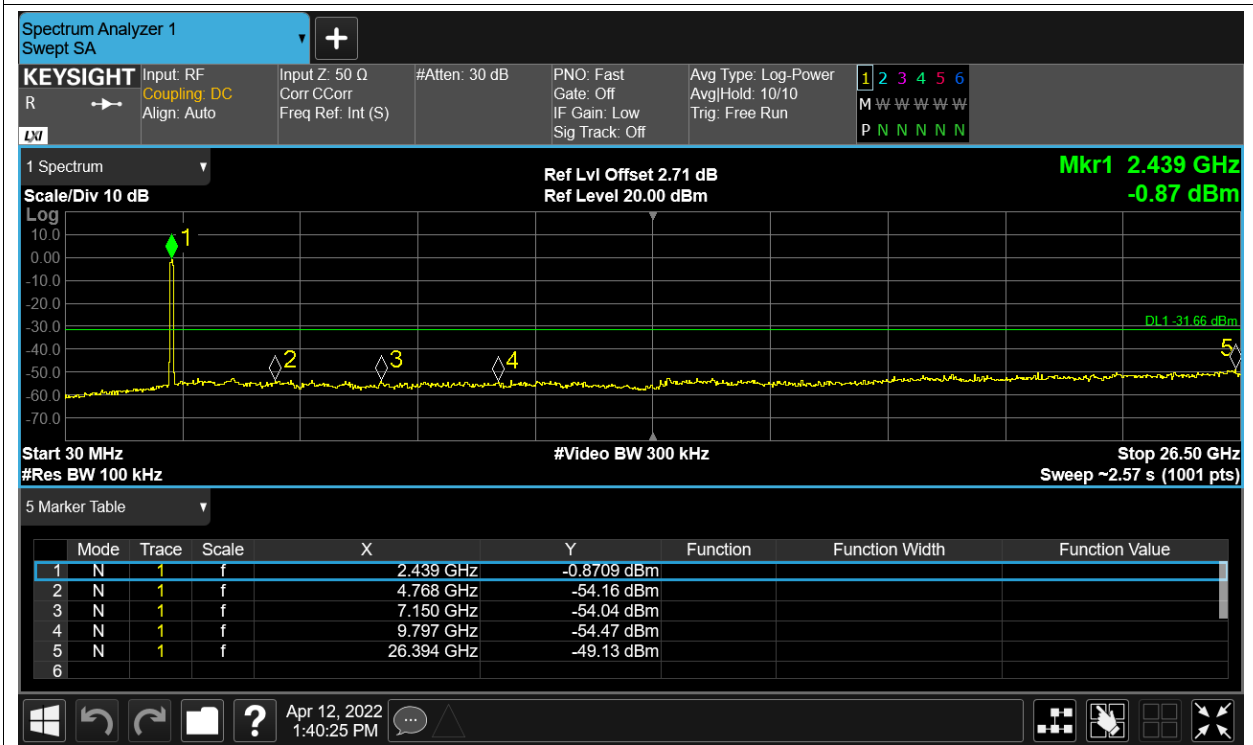 Spectrum Analyzer 1
Swept SA
KEYSIGHT Input: RF Input Z: 50 Ω #Atten: 30 dB PNO: Fast Avg Type: Log-Power 1 2 3 4 5 6
R Coupling: DC Corr CCorr Gate: Off Avg|Hold: 10/10 M W W W W W
Align: Auto Freq Ref: Int (S) IF Gain: Low Trig: Free Run
LXI Sig Track: Off P N N N N N
1 Spectrum Ref Lvl Offset 2.71 dB Mkr1 2.439 GHz
Scale/Div 10 dB Ref Level 20.00 dBm -0.87 dBm
Log
10.0 1
0.00
-10.0
-20.0
-30.0 DL1 -31.66 dBm
-40.0 2 3 4 5
-50.0
-60.0
-70.0
Start 30 MHz #Video BW 300 kHz Stop 26.50 GHz
#Res BW 100 kHz Sweep ~2.57 s (1001 pts)
5 Marker Table
Mode Trace Scale X Y Function Function Width Function Value
1 N 1 f 2.439 GHz -0.8709 dBm
2 N 1 f 4.768 GHz -54.16 dBm
3 N 1 f 7.150 GHz -54.04 dBm
4 N 1 f 9.797 GHz -54.47 dBm
5 N 1 f 26.394 GHz -49.13 dBm
6
? Apr 12, 2022
1:40:25 PM